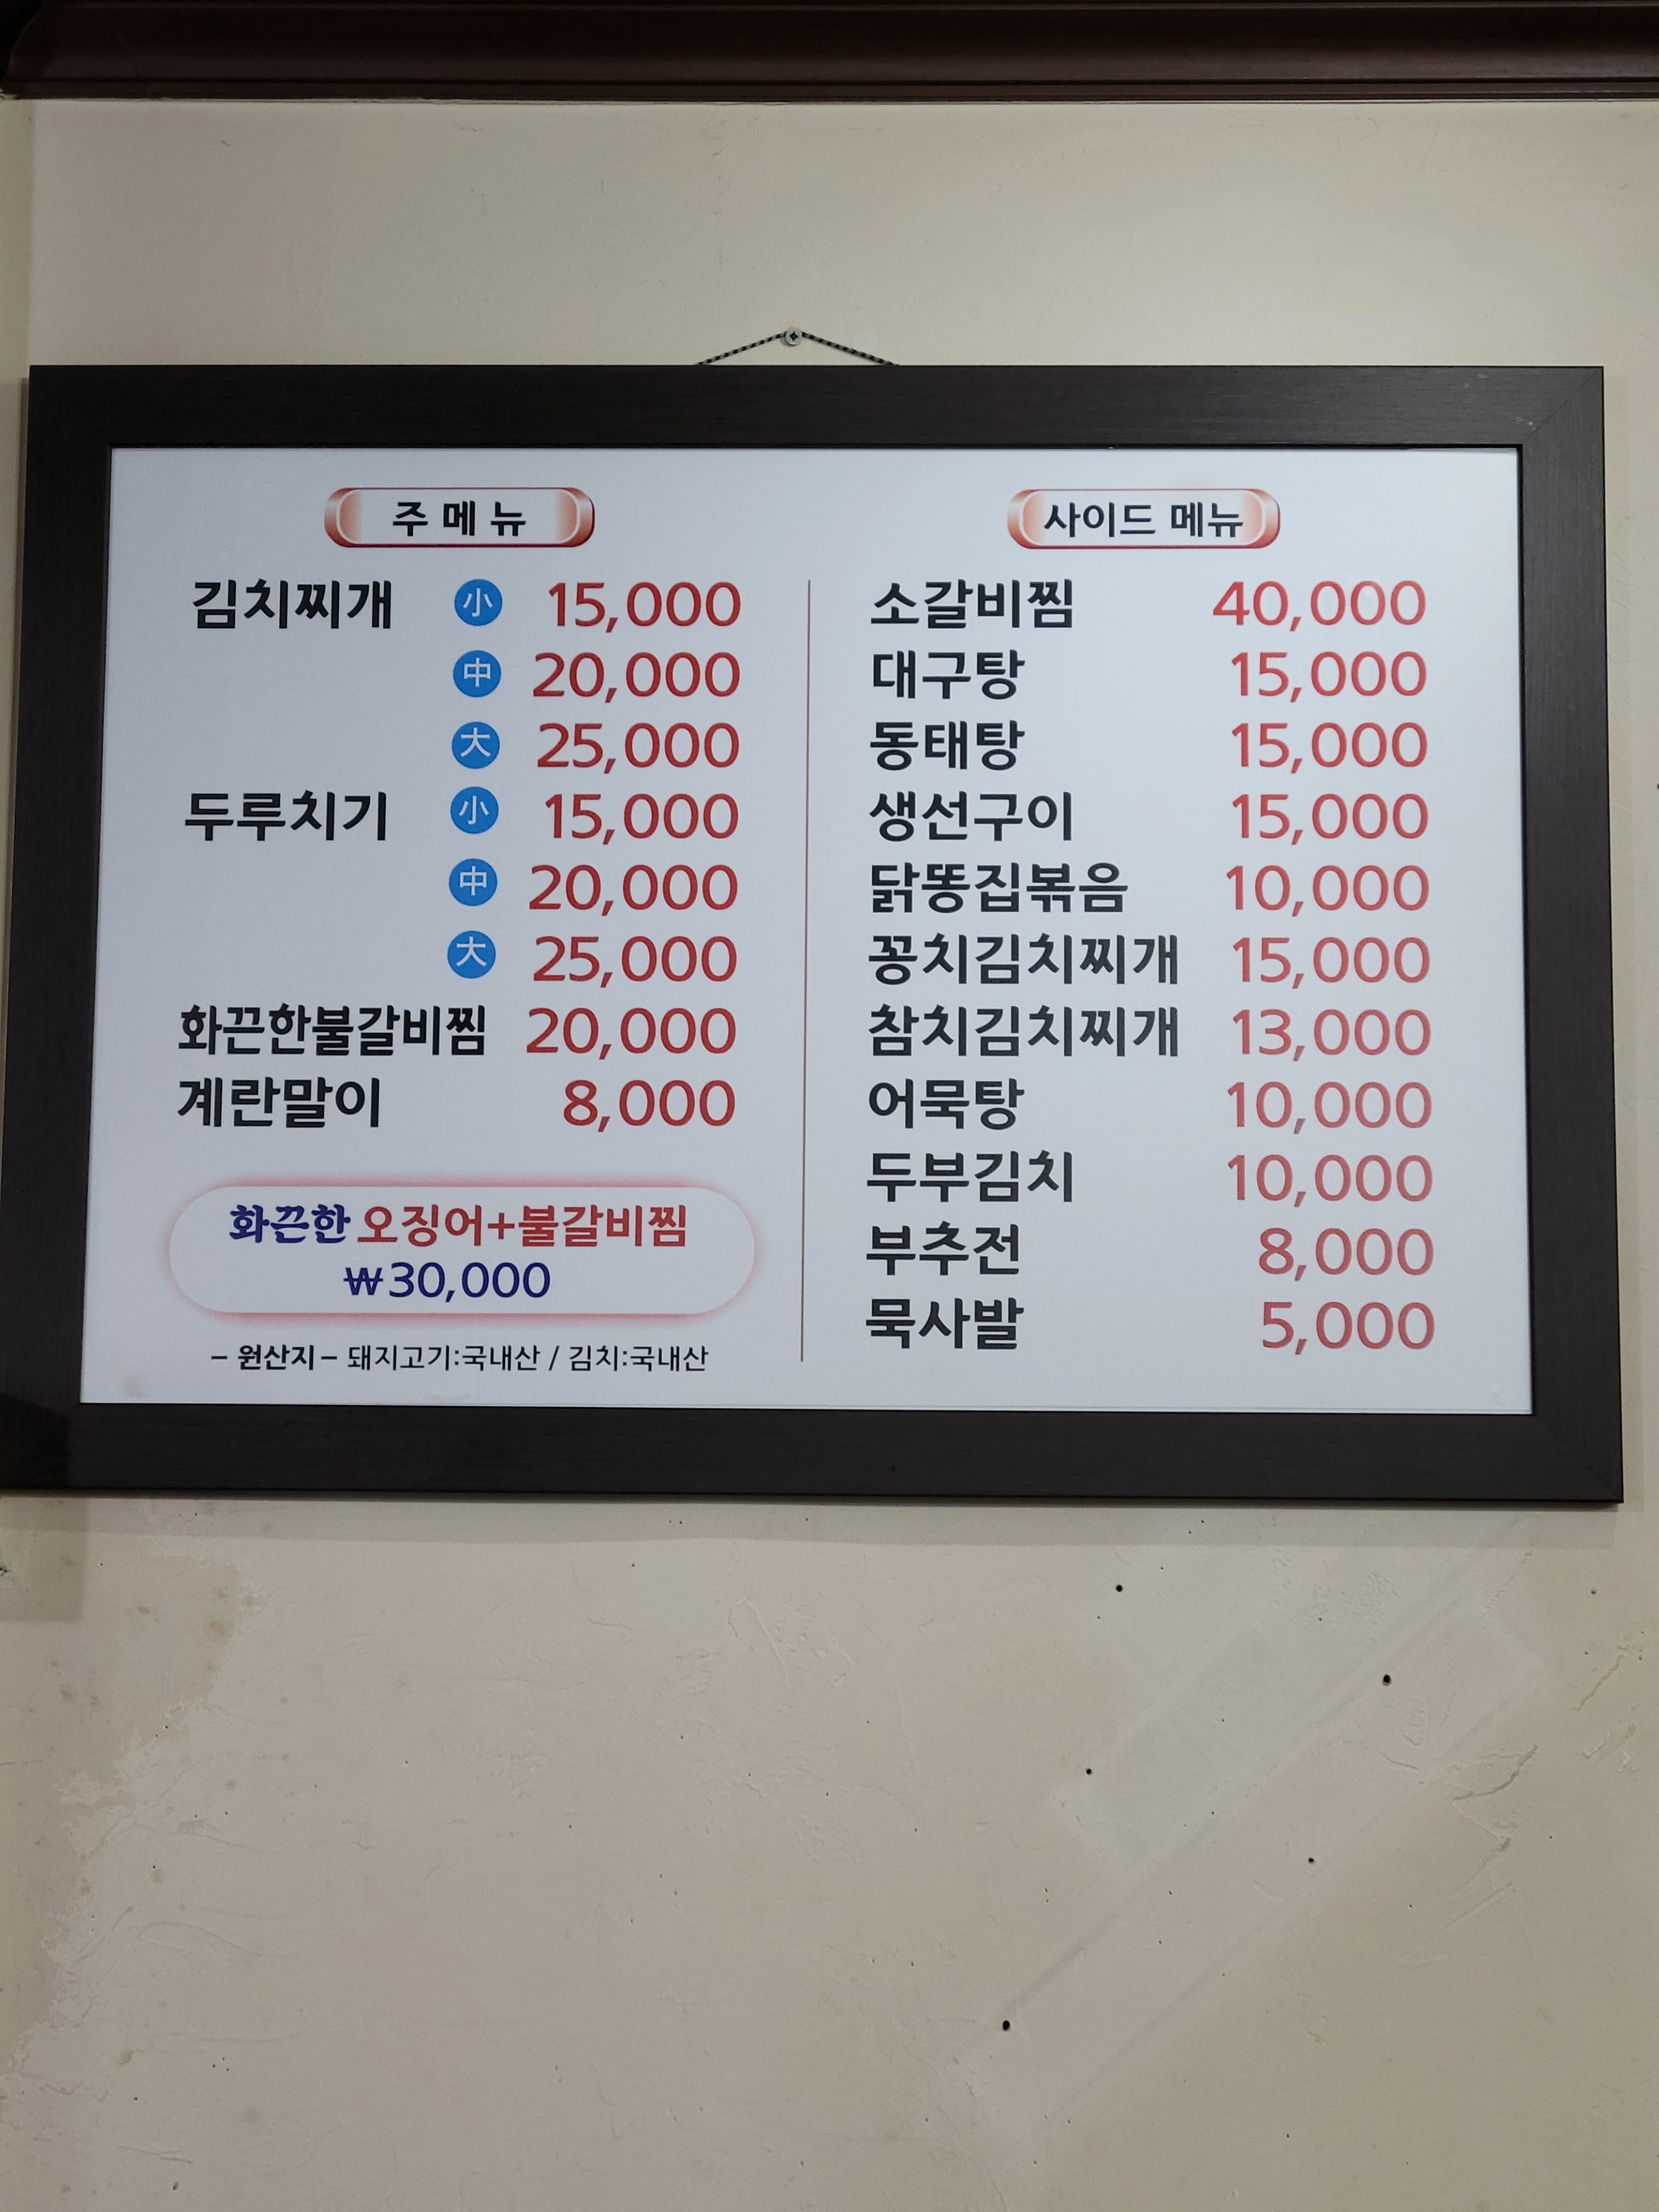 주 메 뉴
김치찌개 小 15,000
中 20,000
大 25,000
두루치기 小 15,000
中 20,000
大 25,000
화끈한불갈비찜 20,000
계란말이 8,000
화끈한 오징어+불갈비찜
₩30,000
– 원산지 – 돼지고기:국내산 / 김치:국내산
사이드 메뉴
소갈비찜 40,000
대구탕 15,000
동태탕 15,000
생선구이 15,000
닭똥집볶음 10,000
꽁치김치찌개 15,000
참치김치찌개 13,000
어묵탕 10,000
두부김치 10,000
부추전 8,000
묵사발 5,000